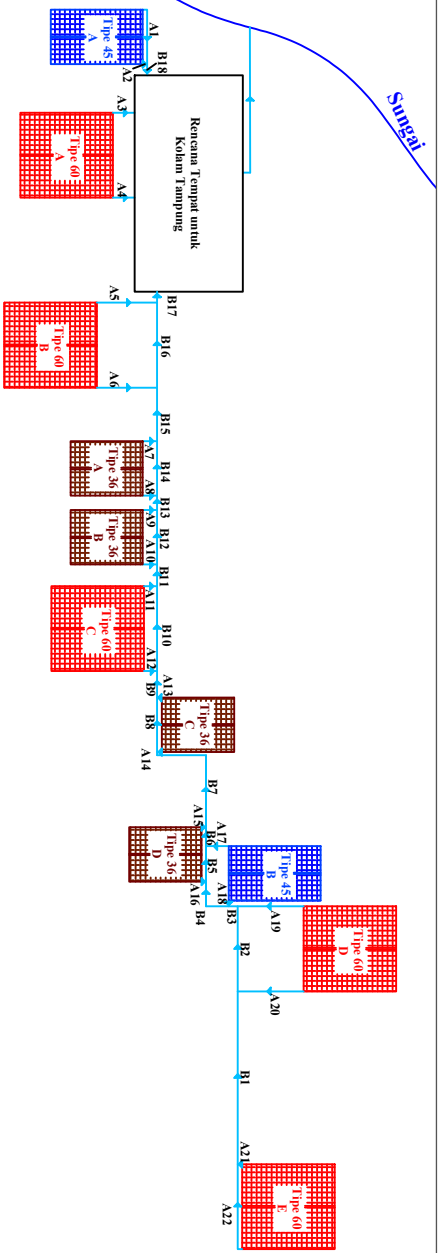 Sungai
A1
B18
Tipe 45
A
A2
A3
Tipe 60
A
A4
Rencana Tempat untuk
Kolam Tampung
B17
A5
Tipe 60
B
B16
A6
B15
A7
Tipe 36
A
B14
A8
B13
A9
Tipe 36
B
B12
A10
B11
A11
Tipe 60
C
B10
A12
B9
A13
Tipe 36
C
B8
A14
B7
A15
B6
A17
Tipe 36
D
B5
A16
Tipe 45
B
A18
B4
B3
A19
Tipe 60
D
B2
A20
B1
A21
Tipe 60
E
A22